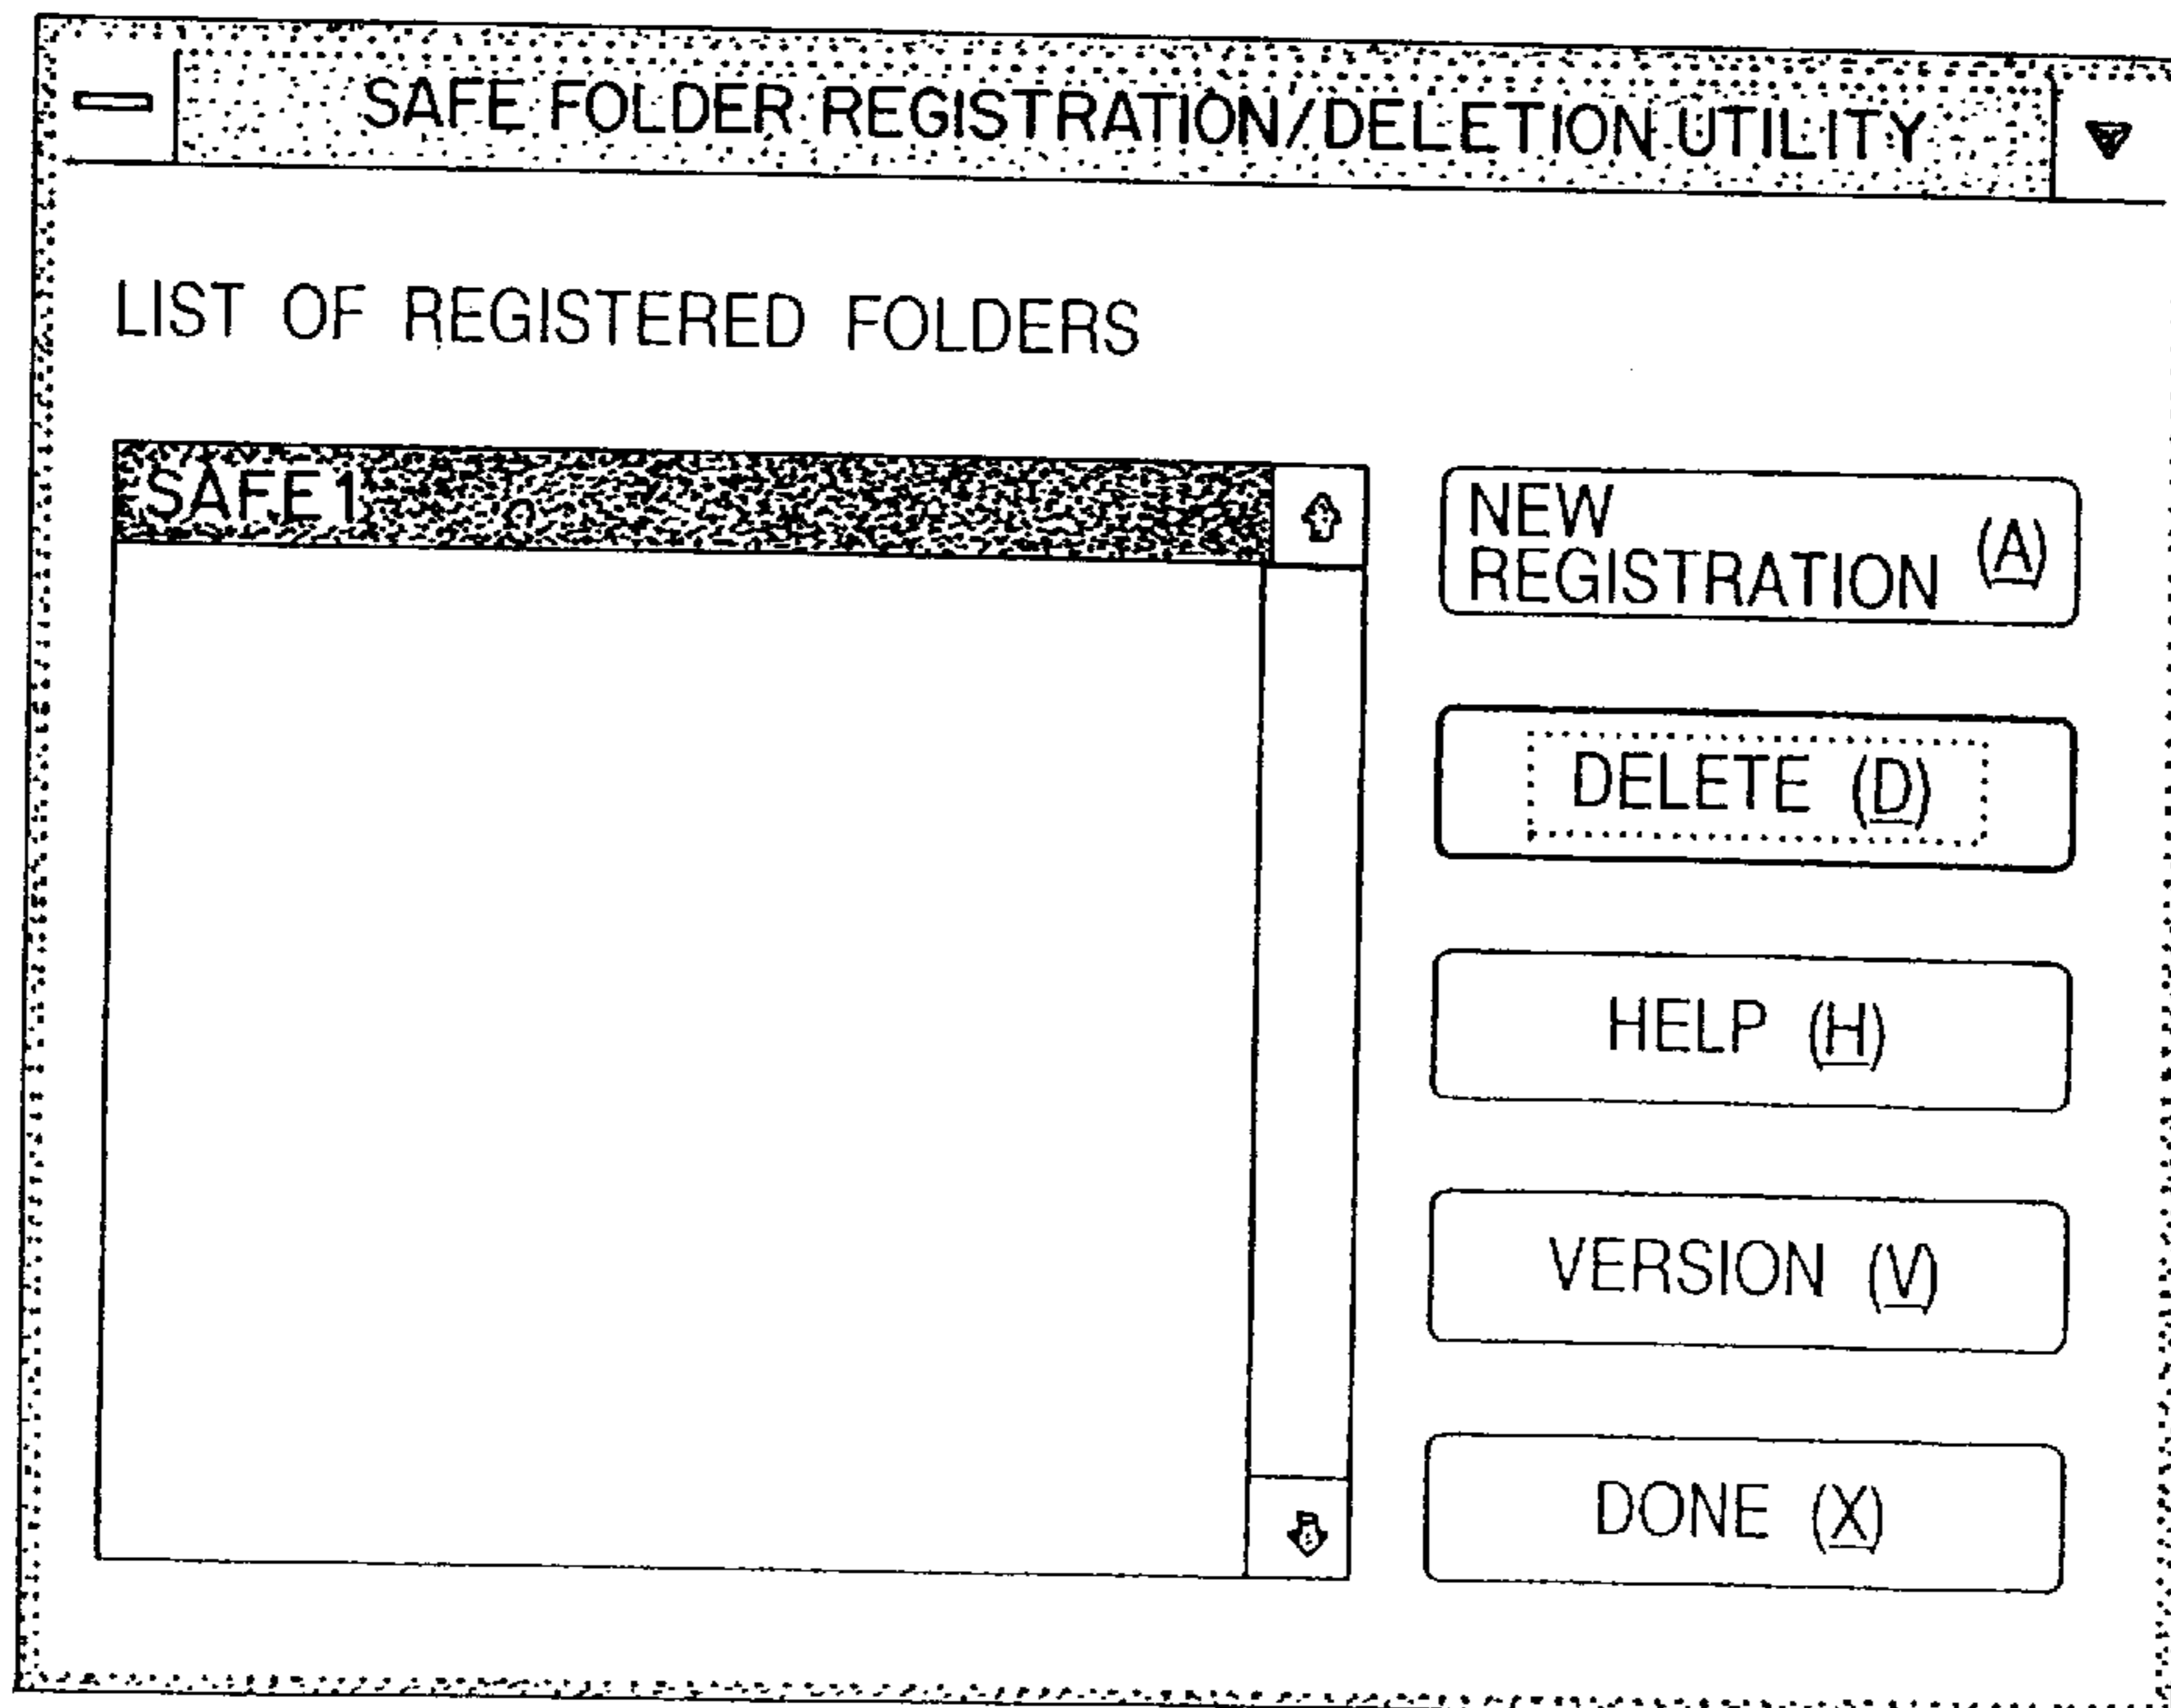 SAFE FOLDER REGISTRATION/DELETION UTILITY
LIST OF REGISTERED FOLDERS
SAFE1
NEW
REGISTRATION (A)
DELETE (D)
HELP (H)
VERSION (V)
DONE (X)